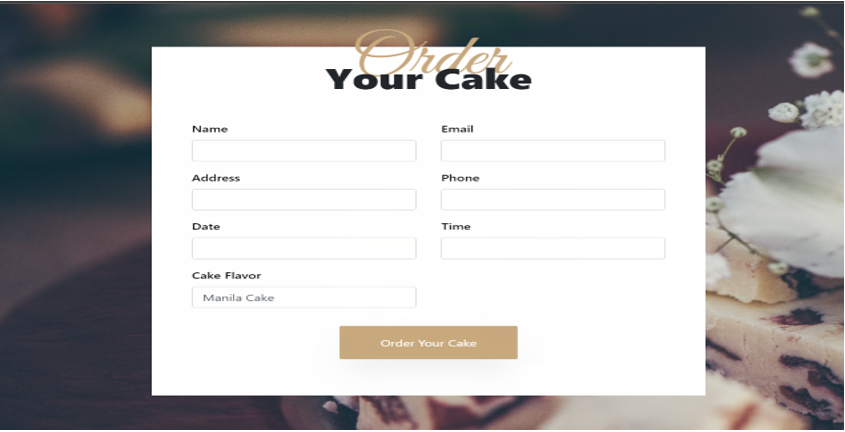 Order
Your Cake
Name Email
Address Phone
Date Time
Cake Flavor
Manila Cake
Order Your Cake